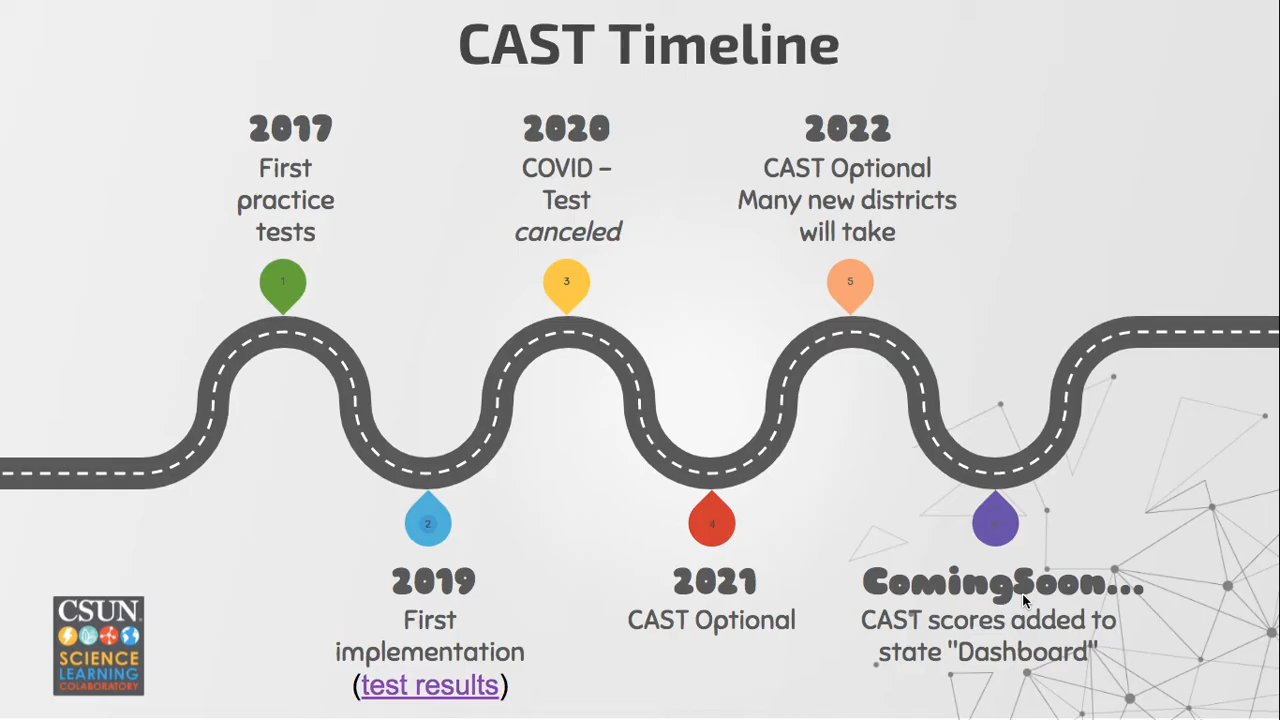 CAST Timeline
2017
First
practice
tests
1
2020
COVID –
Test
canceled
3
2022
CAST Optional
Many new districts
will take
5
2
2019
First
implementation
(test results)
4
2021
CAST Optional
ComingSoon...
CAST scores added to
state "Dashboard"
CSUN
SCIENCE
LEARNING
COLLABORATORY